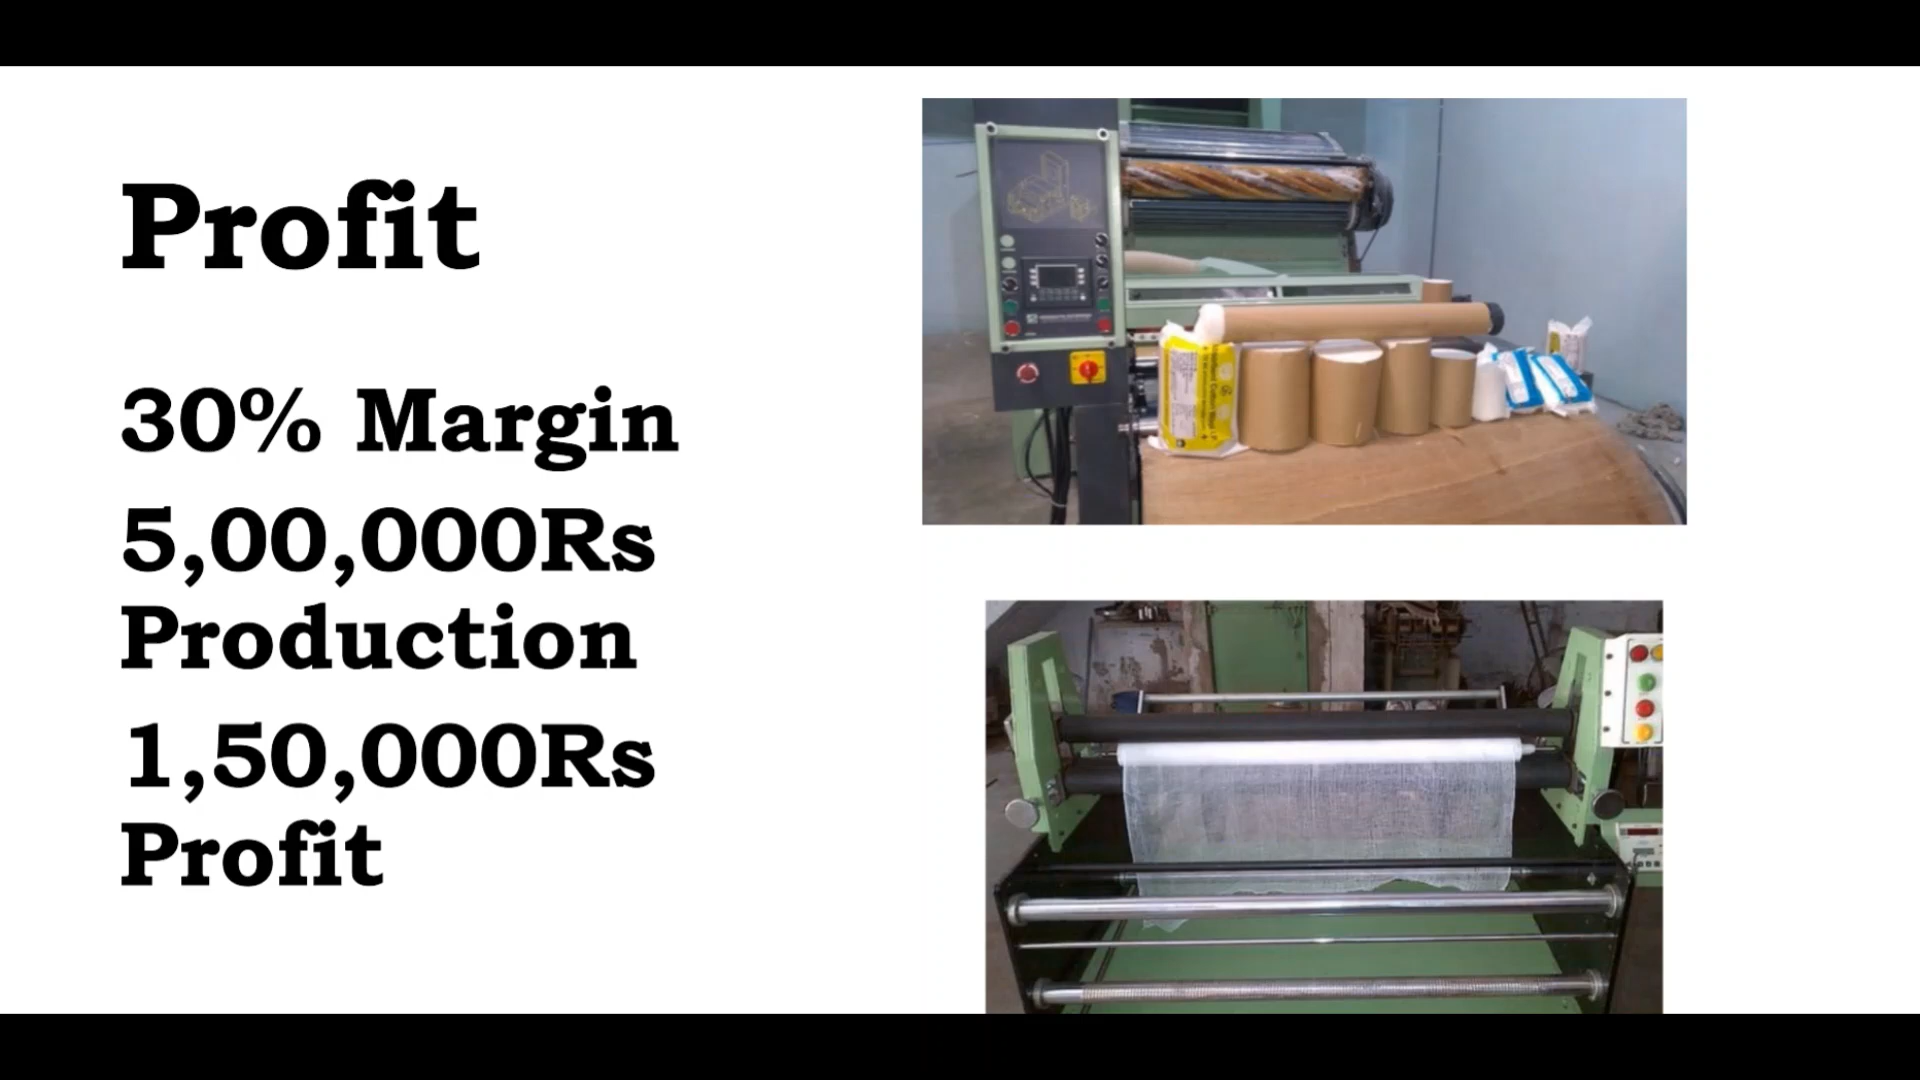 Profit
30% Margin
5,00,000Rs
Production
1,50,000Rs
Profit